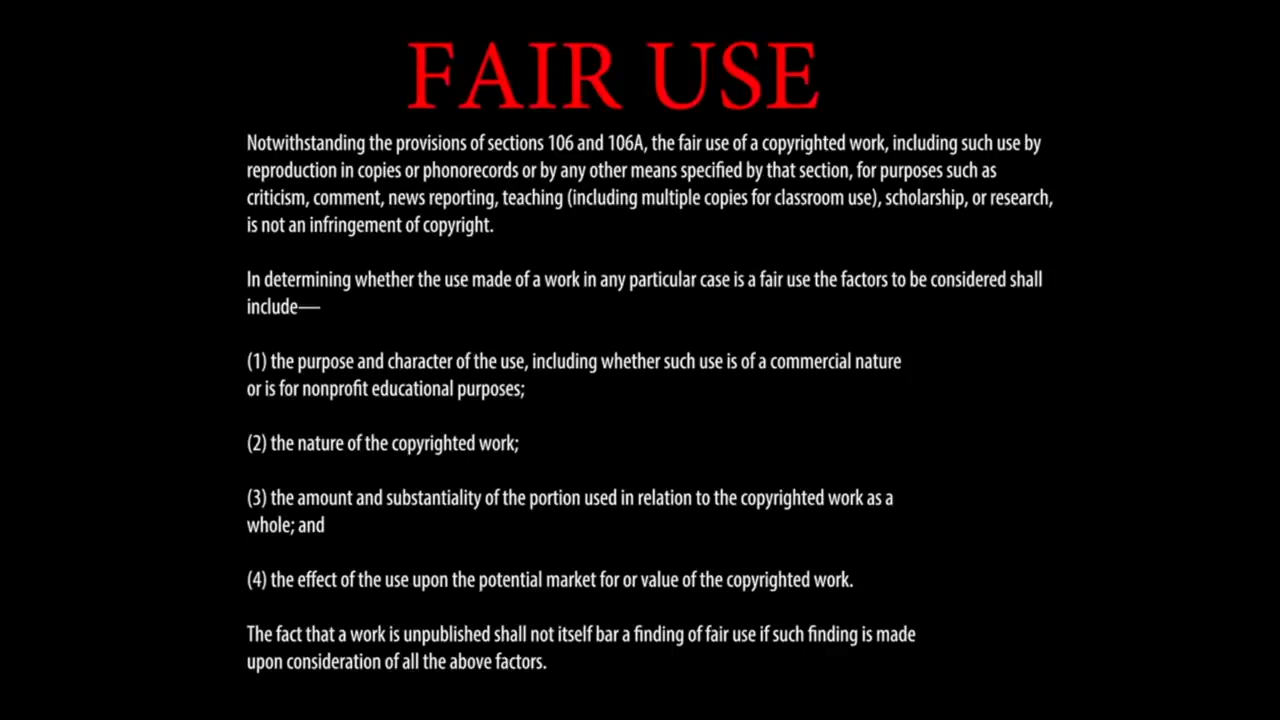 FAIR USE
Notwithstanding the provisions of sections 106 and 106A, the fair use of a copyrighted work, including such use by
reproduction in copies or phonorecords or by any other means specified by that section, for purposes such as
criticism, comment, news reporting, teaching (including multiple copies for classroom use), scholarship, or research,
is not an infringement of copyright.
In determining whether the use made of a work in any particular case is a fair use the factors to be considered shall
include—
(1) the purpose and character of the use, including whether such use is of a commercial nature
or is for nonprofit educational purposes;
(2) the nature of the copyrighted work;
(3) the amount and substantiality of the portion used in relation to the copyrighted work as a
whole; and
(4) the effect of the use upon the potential market for or value of the copyrighted work.
The fact that a work is unpublished shall not itself bar a finding of fair use if such finding is made
upon consideration of all the above factors.